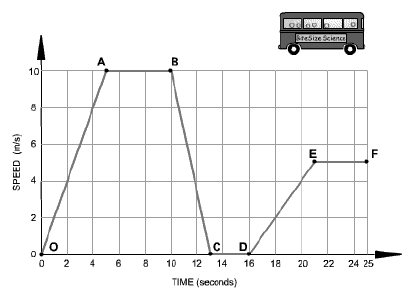 BiteSize Science
A
B
10
8
6
4
2
0
SPEED (m/s)
E
F
O
C
D
0 2 4 6 8 10 12 14 16 18 20 22 24 25
TIME (seconds)